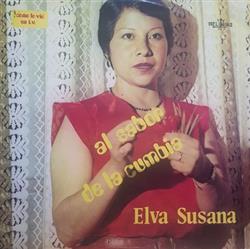 al sabor
de la cumbia
Elva Susana